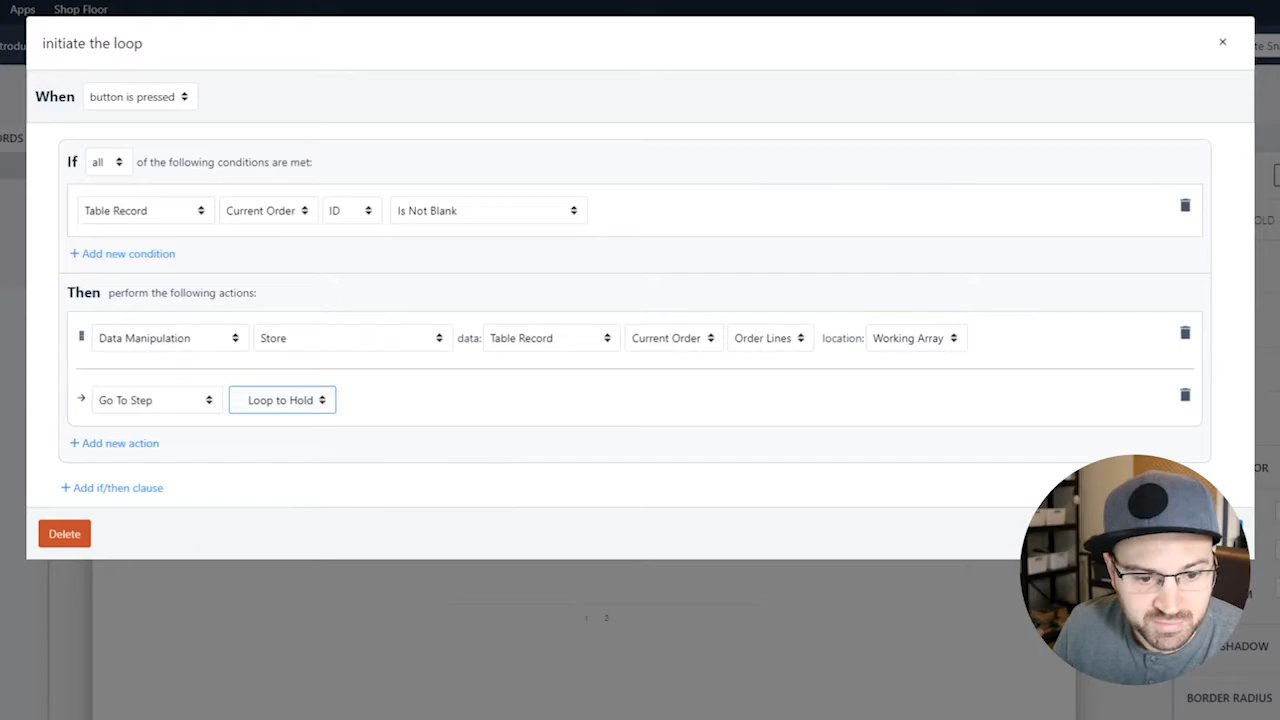 Apps Shop Floor
initiate the loop ×
When button is pressed
If all of the following conditions are met:
Table Record Current Order ID Is Not Blank
+ Add new condition
Then perform the following actions:
Data Manipulation Store data: Table Record Current Order Order Lines location: Working Array
→ Go To Step Loop to Hold
+ Add new action
+ Add if/then clause
Delete
1 2
SHADOW
BORDER RADIUS